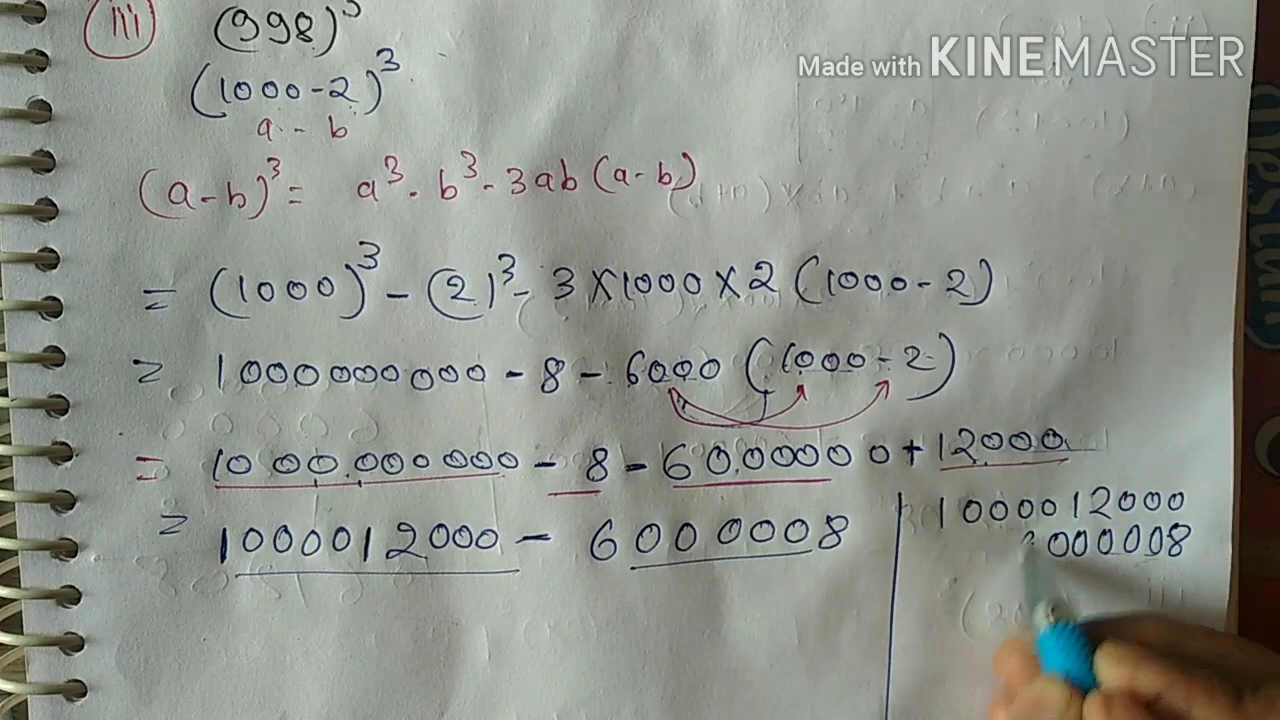 Made with KINEMASTER
(iii) (998)³
(1000-2)³
a - b
(a-b)³ = a³ - b³ - 3ab (a-b)
= (1000)³ - (2)³ - 3×1000×2 (1000-2)
= 1000000000 - 8 - 6000 (1000-2)
= 1000000000 - 8 - 6000000 + 12000
= 1000012000 - 6000008
1000012000
000008